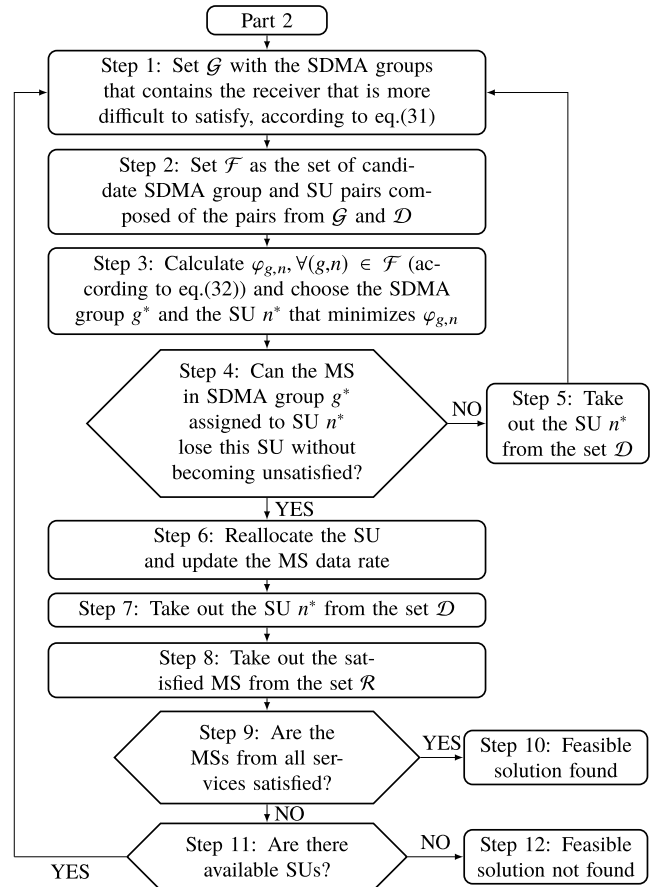 Part 2
Step 1: Set 𝒢 with the SDMA groups
that contains the receiver that is more
difficult to satisfy, according to eq.(31)
Step 2: Set ℱ as the set of candi-
date SDMA group and SU pairs com-
posed of the pairs from 𝒢 and 𝒟
Step 3: Calculate φg,n, ∀(g,n) ∈ ℱ (ac-
cording to eq.(32)) and choose the SDMA
group g* and the SU n* that minimizes φg,n
Step 4: Can the MS
in SDMA group g*
assigned to SU n*
lose this SU without
becoming unsatisfied?
NO
Step 5: Take
out the SU n*
from the set 𝒟
YES
Step 6: Reallocate the SU
and update the MS data rate
Step 7: Take out the SU n* from the set 𝒟
Step 8: Take out the sat-
isfied MS from the set ℛ
Step 9: Are the
MSs from all ser-
vices satisfied?
YES
Step 10: Feasible
solution found
NO
Step 11: Are there
available SUs?
NO
Step 12: Feasible
solution not found
YES